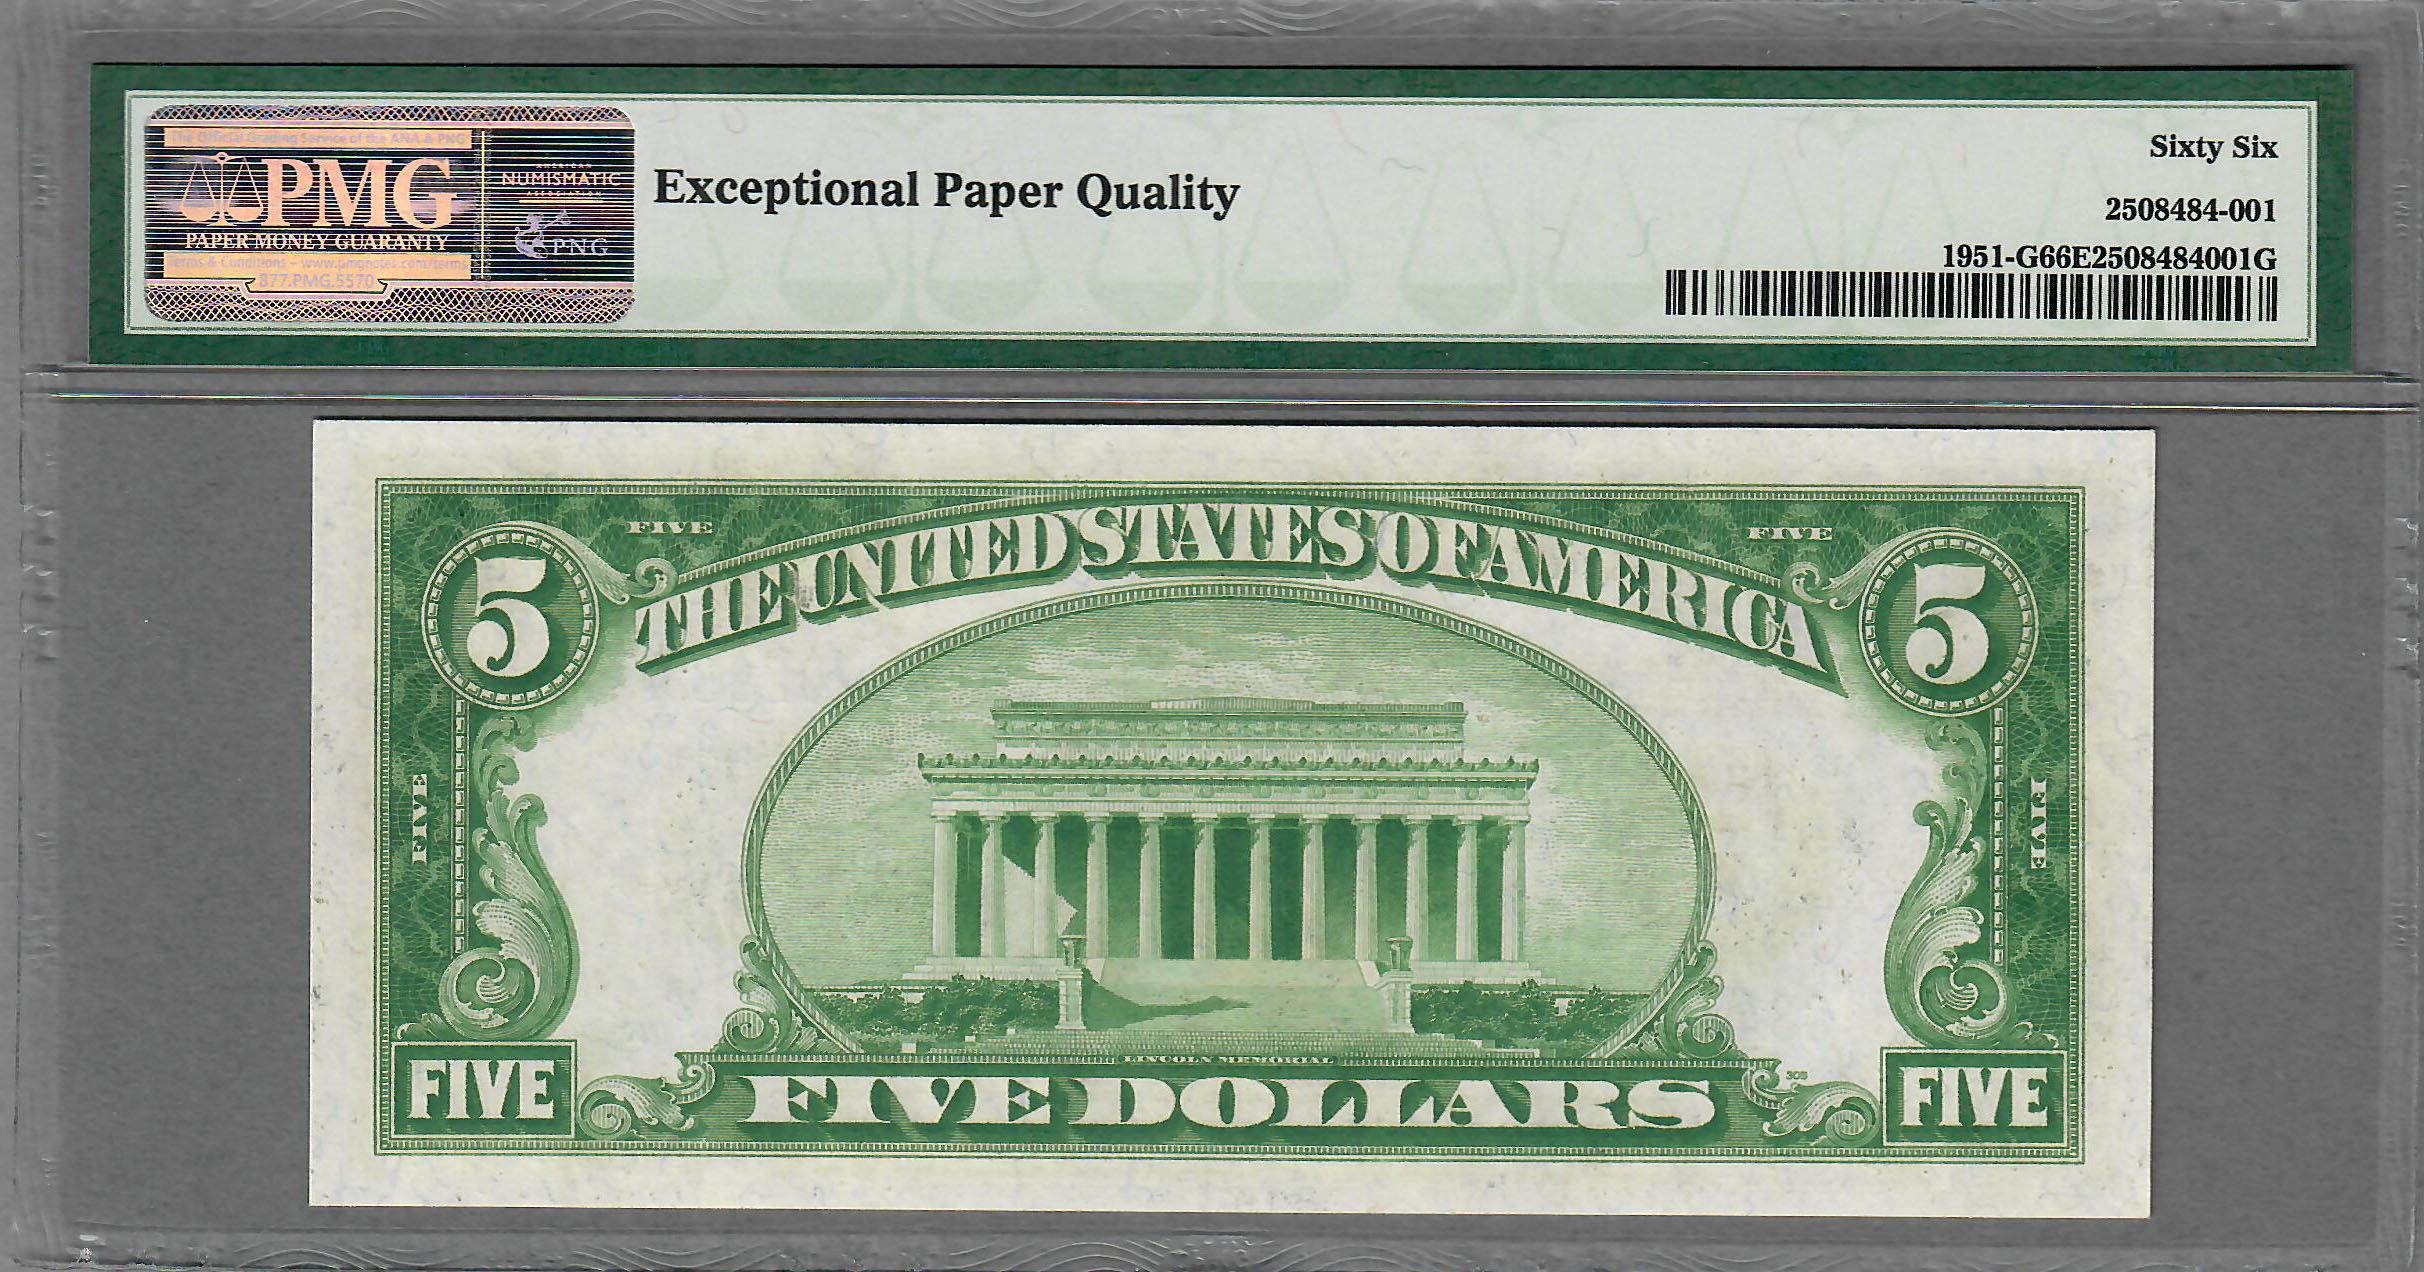 The Official Grading Service of the ANA & PNG
PMG
PAPER MONEY GUARANTY
Terms & Conditions – www.pmgnotes.com/terms
877.PMG.5570
AMERICAN
NUMISMATIC
ASSOCIATION
PNG
Exceptional Paper Quality
Sixty Six
2508484-001
1951-G66E2508484001G
FIVE
FIVE
THE UNITED STATES OF AMERICA
5
5
FIVE
FIVE
LINCOLN MEMORIAL
308
FIVE
FIVE DOLLARS
FIVE